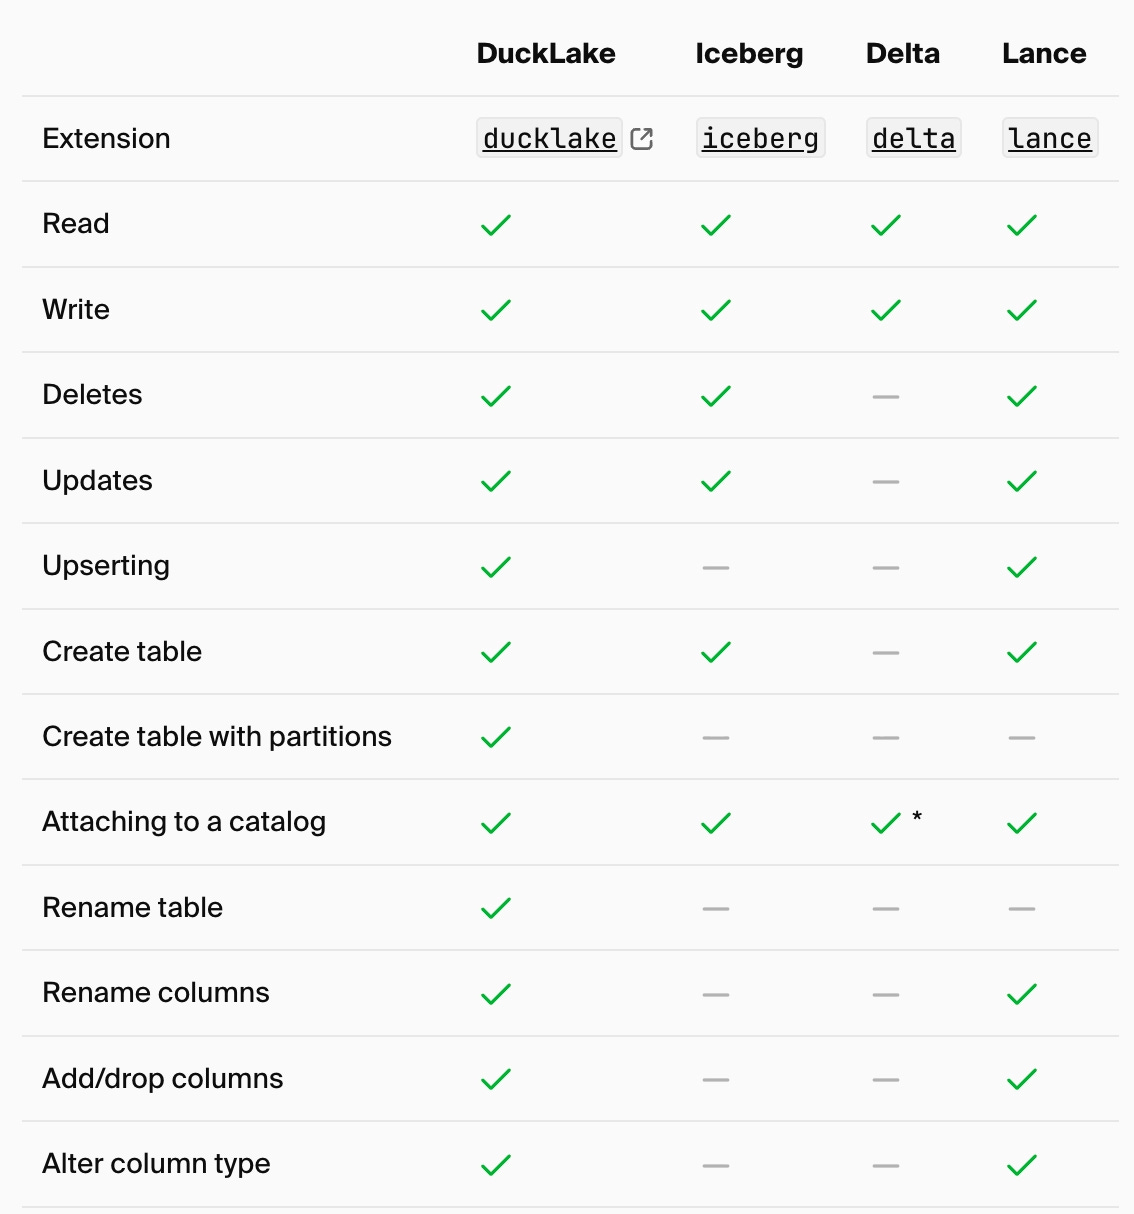 DuckLake Iceberg Delta Lance
Extension ducklake iceberg delta lance
Read ✓ ✓ ✓ ✓
Write ✓ ✓ ✓ ✓
Deletes ✓ ✓ — ✓
Updates ✓ ✓ — ✓
Upserting ✓ — — ✓
Create table ✓ ✓ — ✓
Create table with partitions ✓ — — —
Attaching to a catalog ✓ ✓ ✓ * ✓
Rename table ✓ — — —
Rename columns ✓ — — ✓
Add/drop columns ✓ — — ✓
Alter column type ✓ — — ✓